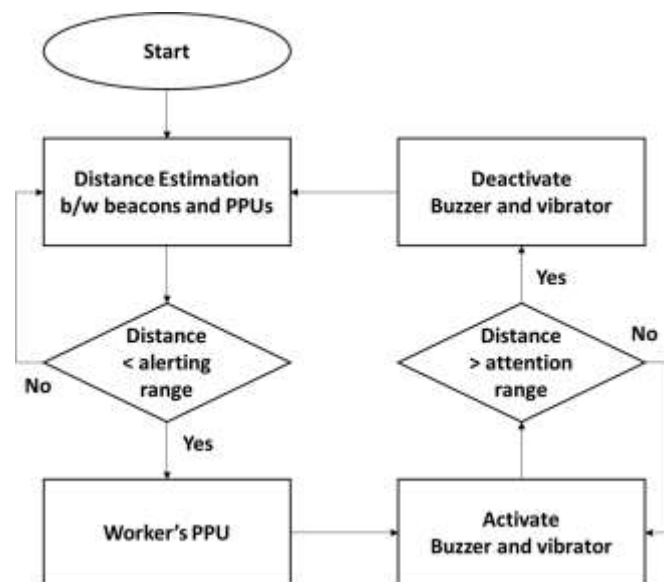 Start
Distance Estimation
b/w beacons and PPUs
Deactivate
Buzzer and vibrator
Yes
Distance
< alerting
range
Distance
> attention
range
No
No
Yes
Worker's PPU
Activate
Buzzer and vibrator